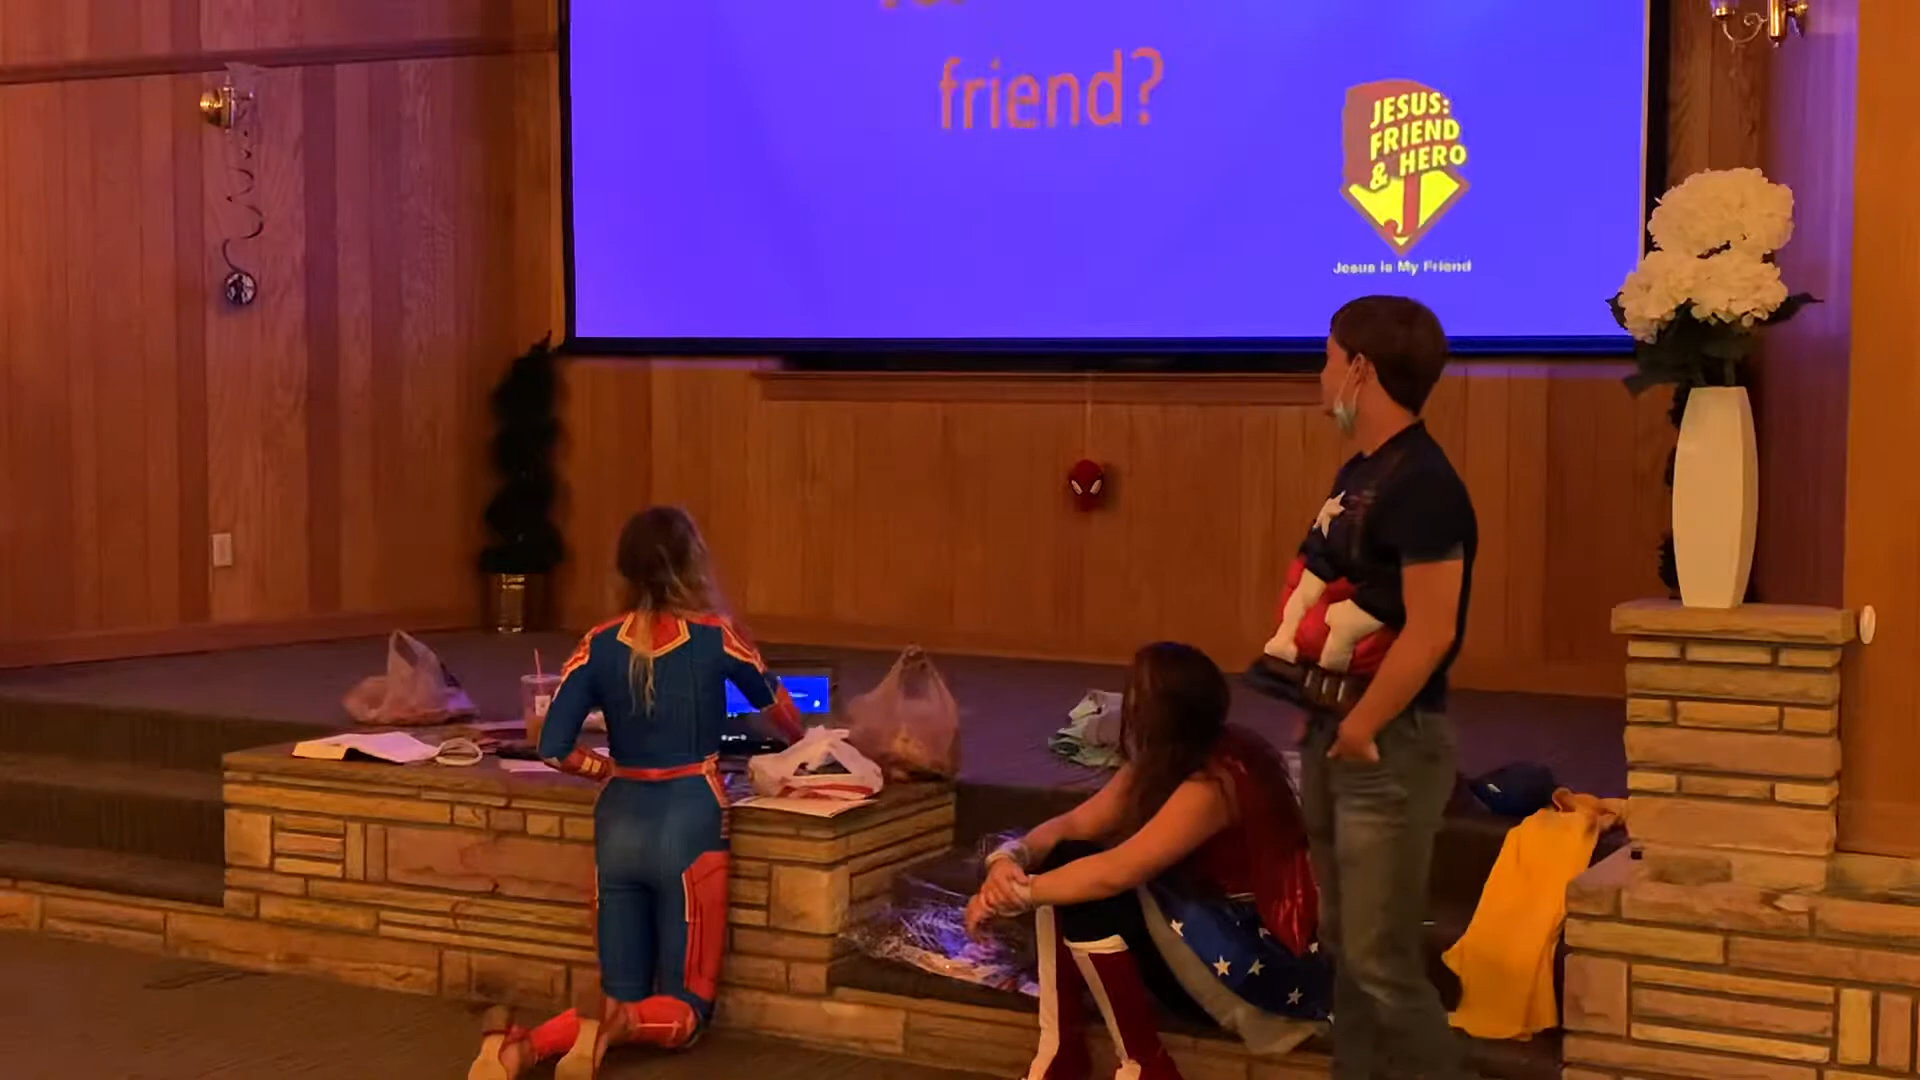 friend?
JESUS:
FRIEND
& HERO
Jesus is My Friend